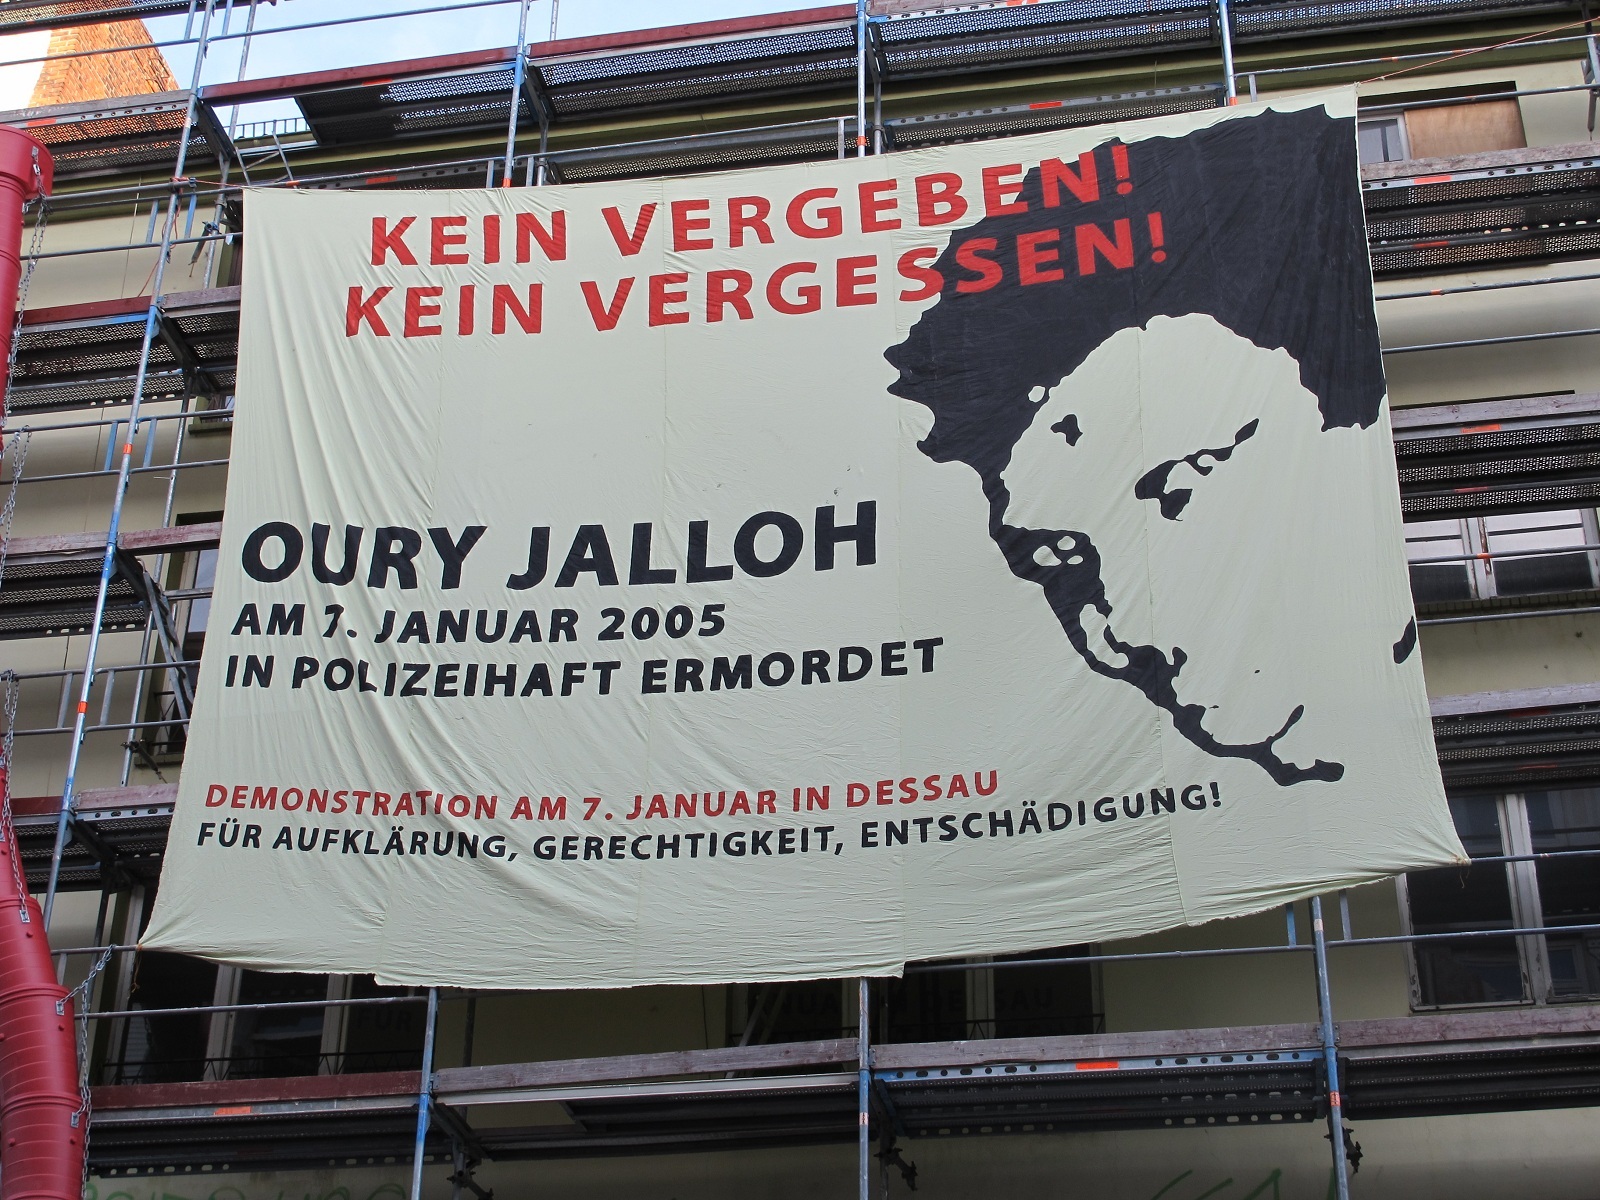 KEIN VERGEBEN!
KEIN VERGESSEN!
OURY JALLOH
AM 7. JANUAR 2005
IN POLIZEIHAFT ERMORDET
DEMONSTRATION AM 7. JANUAR IN DESSAU
FÜR AUFKLÄRUNG, GERECHTIGKEIT, ENTSCHÄDIGUNG!